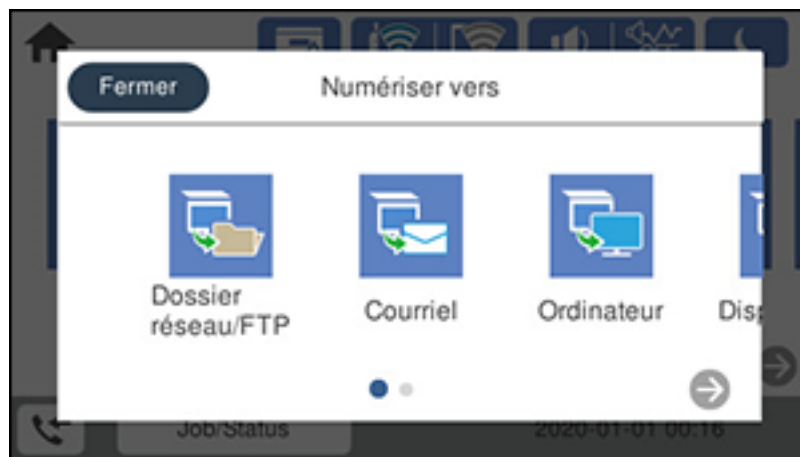 Fermer
Numériser vers
Dossier
réseau/FTP
Courriel
Ordinateur
Job/Status
2020-01-01 00:16